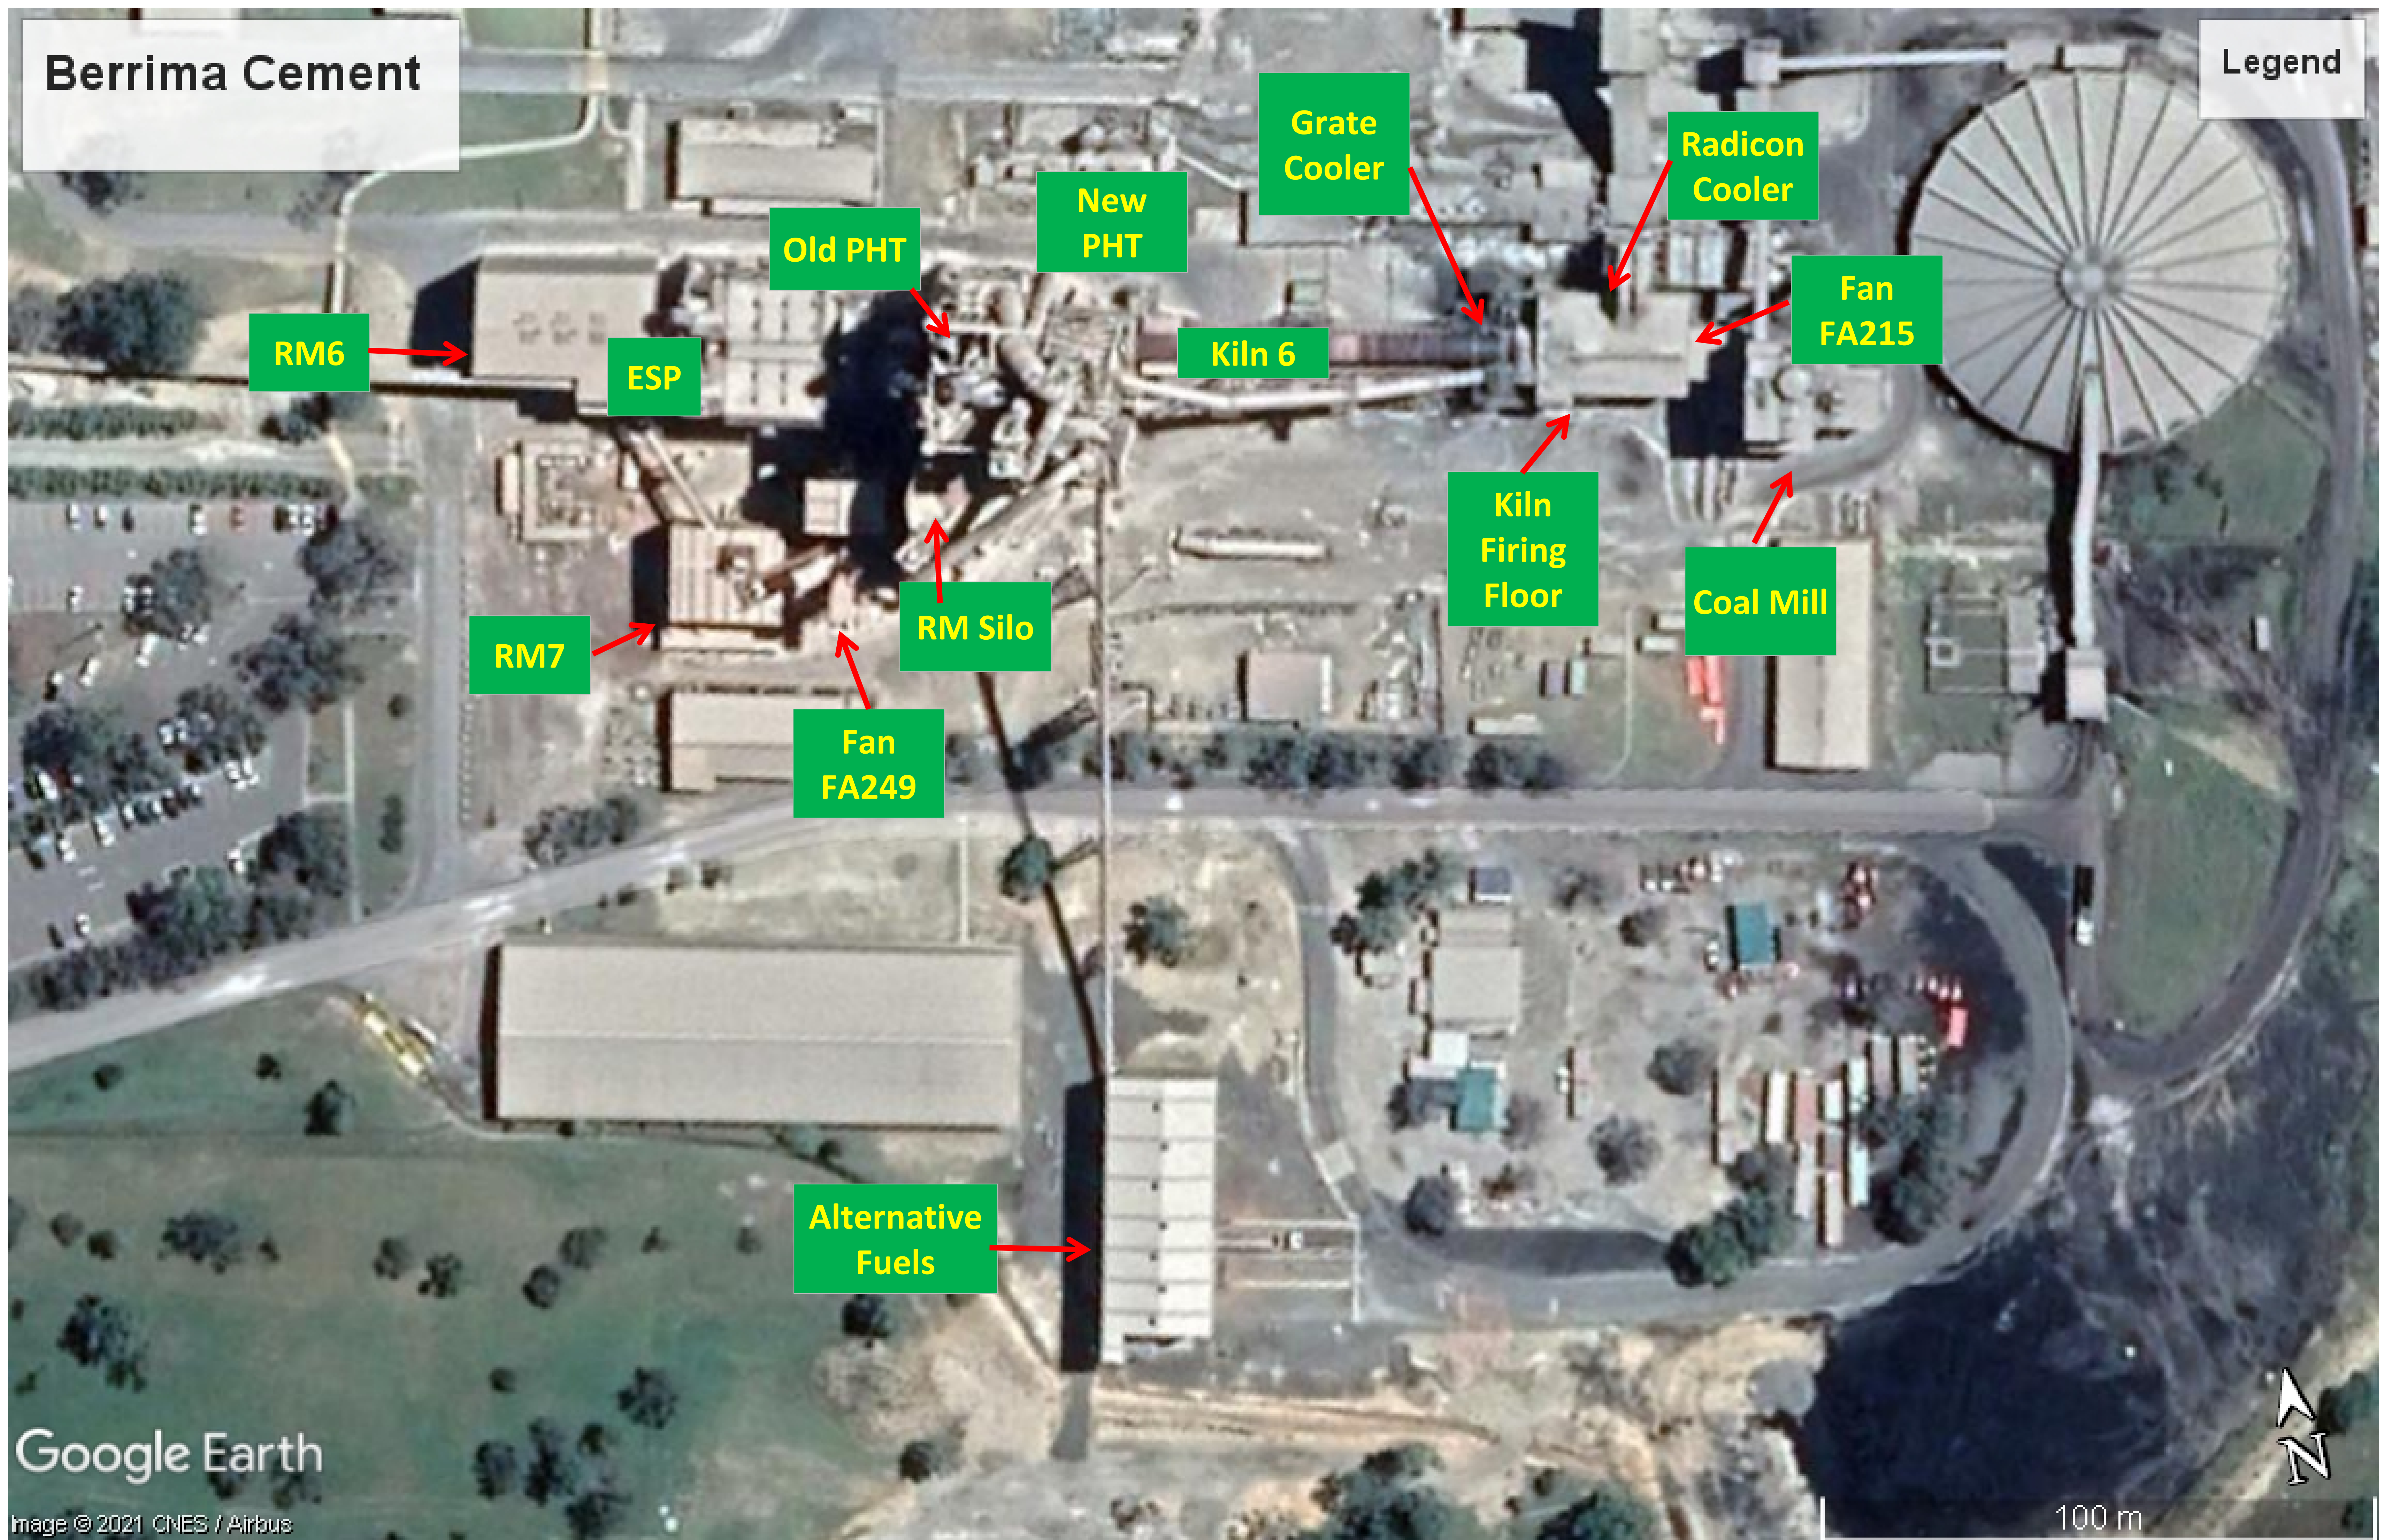 Berrima Cement
Legend
Grate
Cooler
Radicon
Cooler
New
PHT
Old PHT
Fan
FA215
RM6
ESP
Kiln 6
Kiln
Firing
Floor
Coal Mill
RM7
RM Silo
Fan
FA249
Alternative
Fuels
Google Earth
N
Image © 2021 CNES / Airbus
100 m